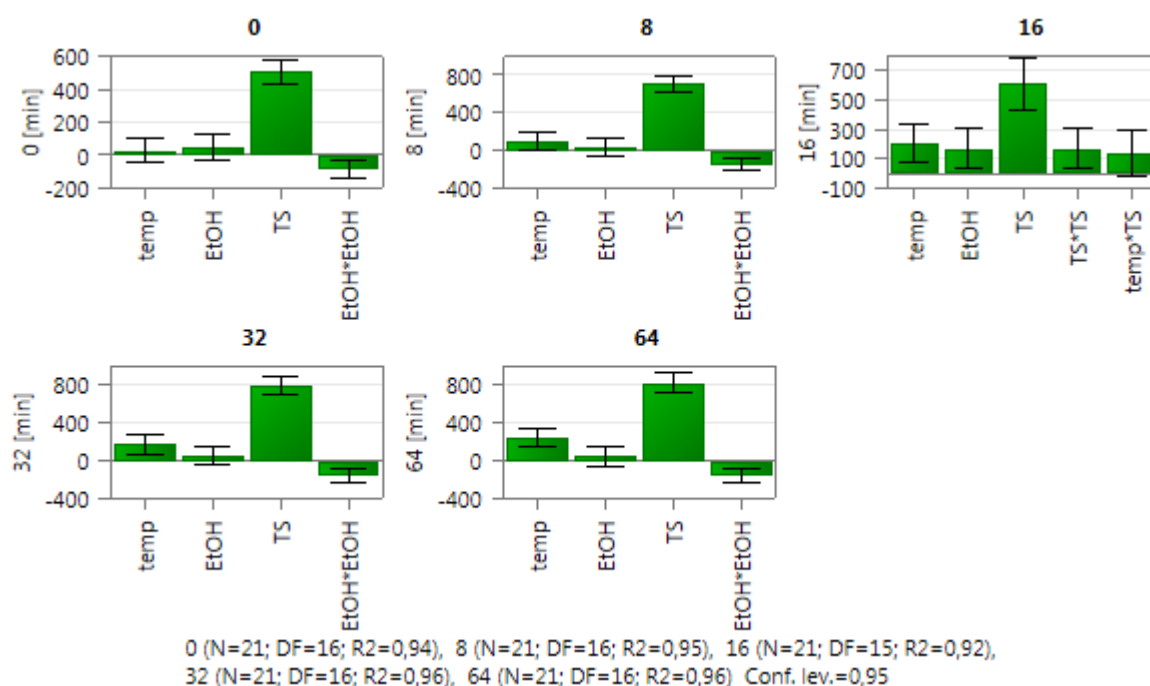 0
600
400
200
0
-200
0 [min]
temp
EtOH
TS
EtOH*EtOH
8
800
400
0
-400
8 [min]
temp
EtOH
TS
EtOH*EtOH
16
700
500
300
100
-100
16 [min]
temp
EtOH
TS
TS*TS
temp*TS
32
800
400
0
-400
32 [min]
temp
EtOH
TS
EtOH*EtOH
64
800
400
0
-400
64 [min]
temp
EtOH
TS
EtOH*EtOH
0 (N=21; DF=16; R2=0,94), 8 (N=21; DF=16; R2=0,95), 16 (N=21; DF=15; R2=0,92),
32 (N=21; DF=16; R2=0,96), 64 (N=21; DF=16; R2=0,96) Conf. lev.=0,95